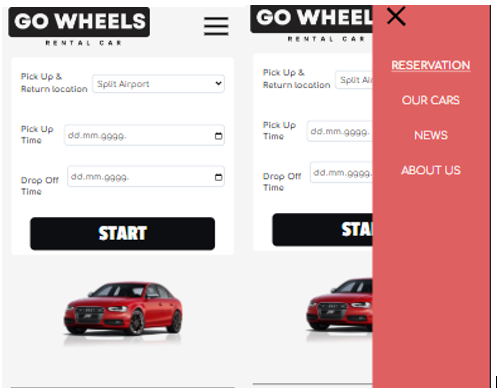 GO WHEELS
RENTAL CAR
Pick Up &
Return location
Split Airport
Pick Up
Time
dd.mm.gggg.
Drop Off
Time
dd.mm.gggg.
START
GO WHEEL
RENTAL CAR
Pick Up &
Return location
Split Ai
Pick Up
Time
dd.mm.gggg.
Drop Off
Time
dd.mm.gggg.
STA
RESERVATION
OUR CARS
NEWS
ABOUT US